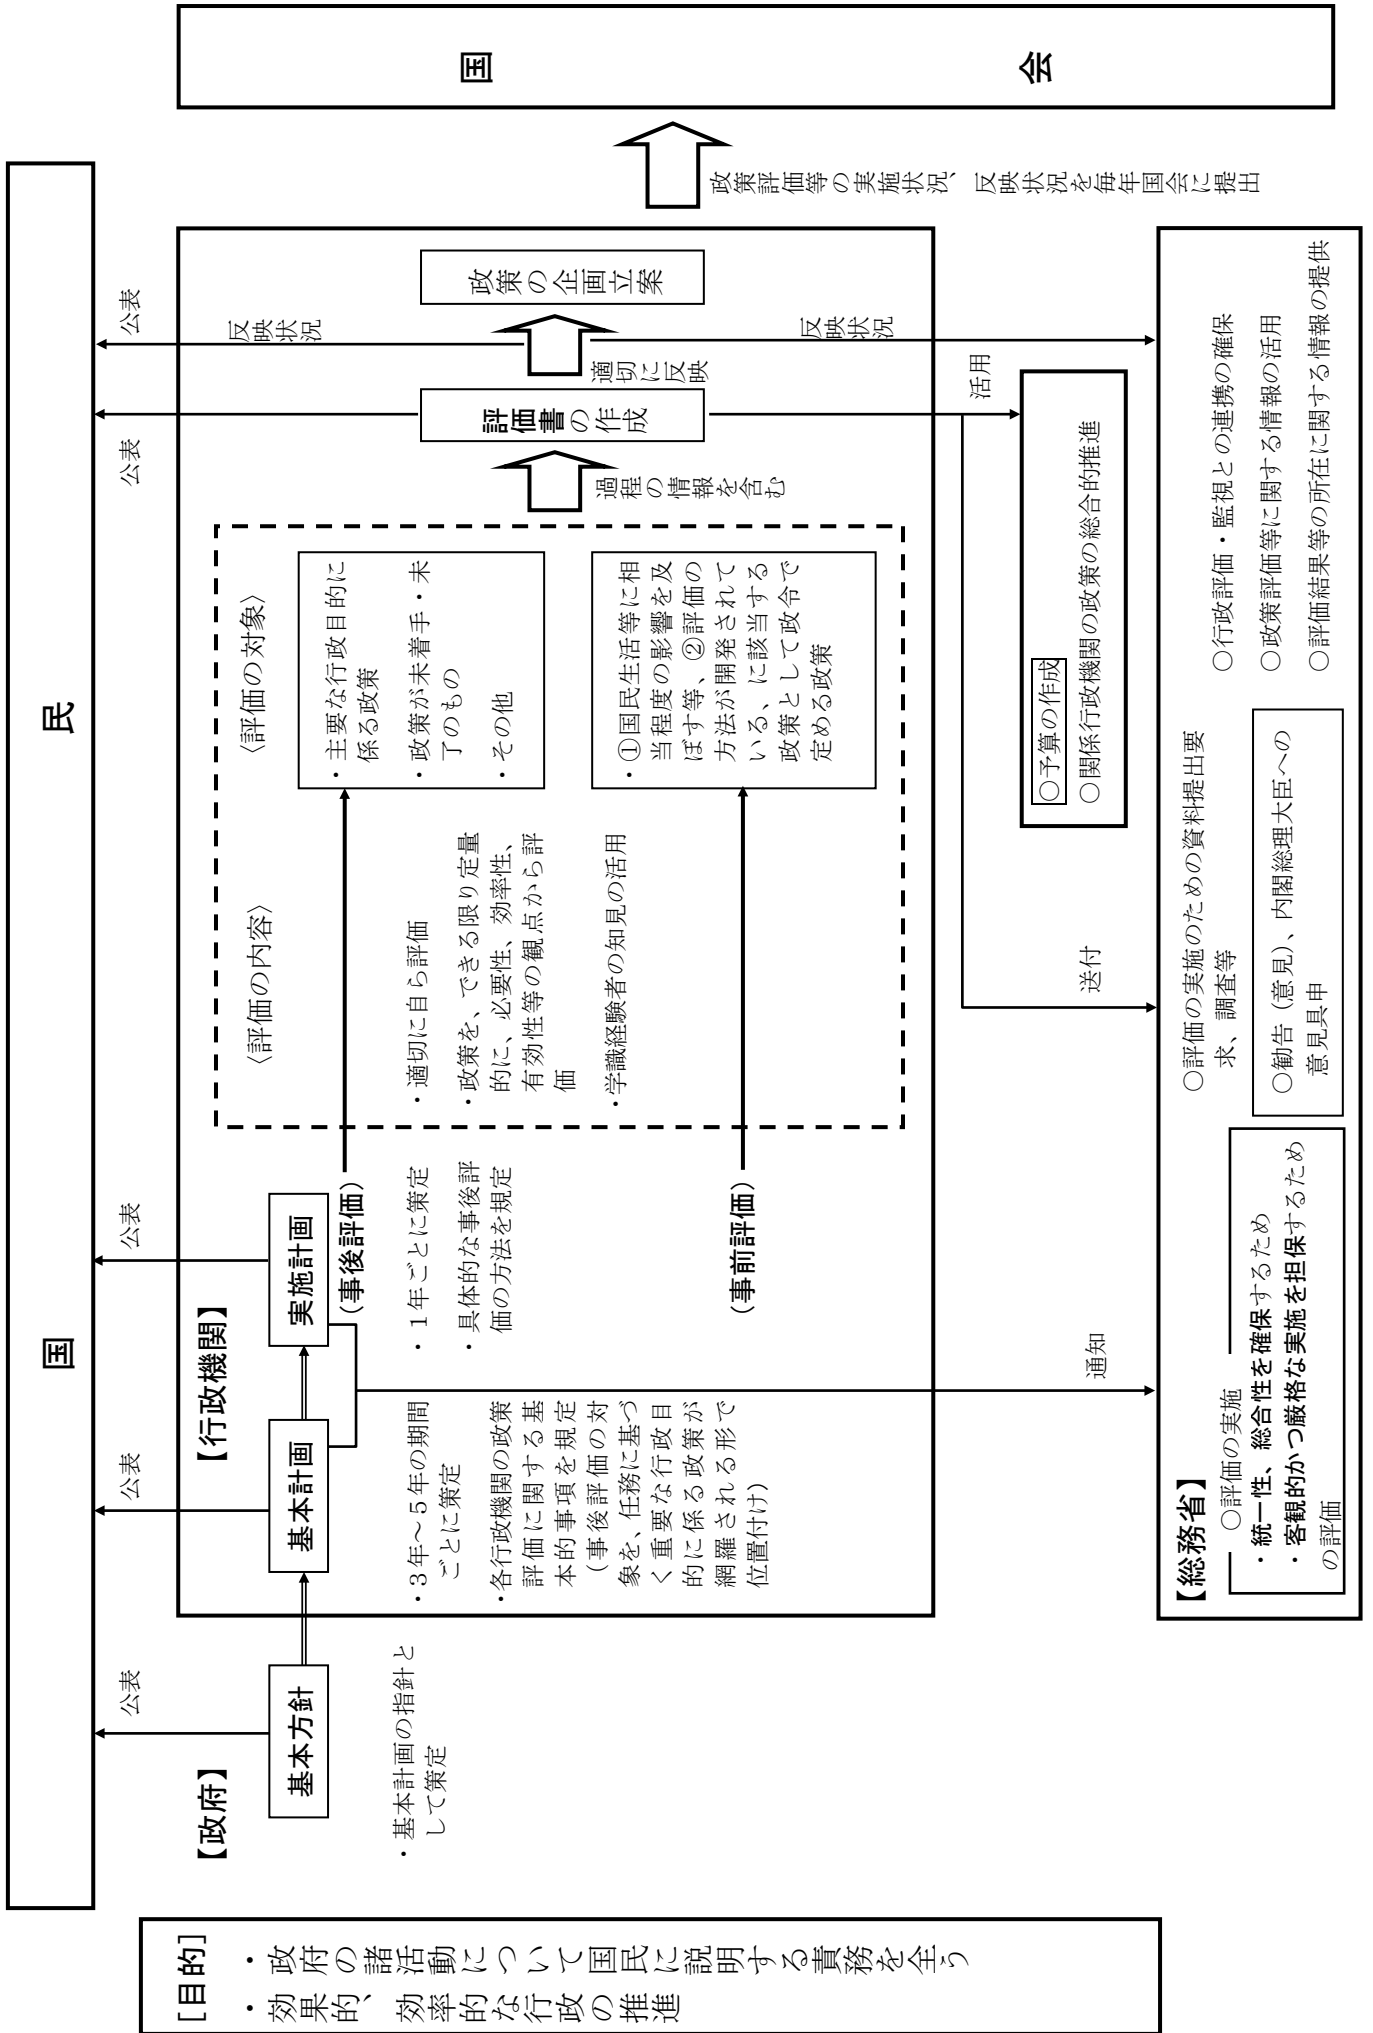 [目的]
・政府の諸活動について国民に説明する責務を全う
・効果的、効率的な行政の推進
国　民
公表
公表
公表
公表
公表
【政府】
基本方針
・基本計画の指針と
して策定
【行政機関】
基本計画
・3年～5年の期間
ごとに策定
・各行政機関の政策
評価に関する基
本的事項を規定
(事後評価の対
象を、任務に基づ
く重要な行政目
的に係る政策が
網羅される形で
位置付け)
実施計画
・1年ごとに策定
・具体的な事後評
価の方法を規定
(事後評価)
(事前評価)
〈評価の内容〉
・適切に自ら評価
・政策を、できる限り定量
的に、必要性、効率性、
有効性等の観点から評
価
・学識経験者の知見の活用
〈評価の対象〉
・主要な行政目的に
係る政策
・政策が未着手・未
了のもの
・その他
・①国民生活等に相
当程度の影響を及
ぼす等、②評価の
方法が開発されて
いる、に該当する
政策として政令で
定める政策
過程の情報を含む
評価書の作成
適切に反映
政策の企画立案
反映状況
反映状況
通知
送付
活用
○予算の作成
○関係行政機関の政策の総合的推進
【総務省】
○評価の実施
・統一性、総合性を確保するため
・客観的かつ厳格な実施を担保するため
の評価
○評価の実施のための資料提出要
求、調査等
○勧告（意見）、内閣総理大臣への
意見具申
○行政評価・監視との連携の確保
○政策評価等に関する情報の活用
○評価結果等の所在に関する情報の提供
政策評価等の実施状況、反映状況を毎年国会に提出
国　会